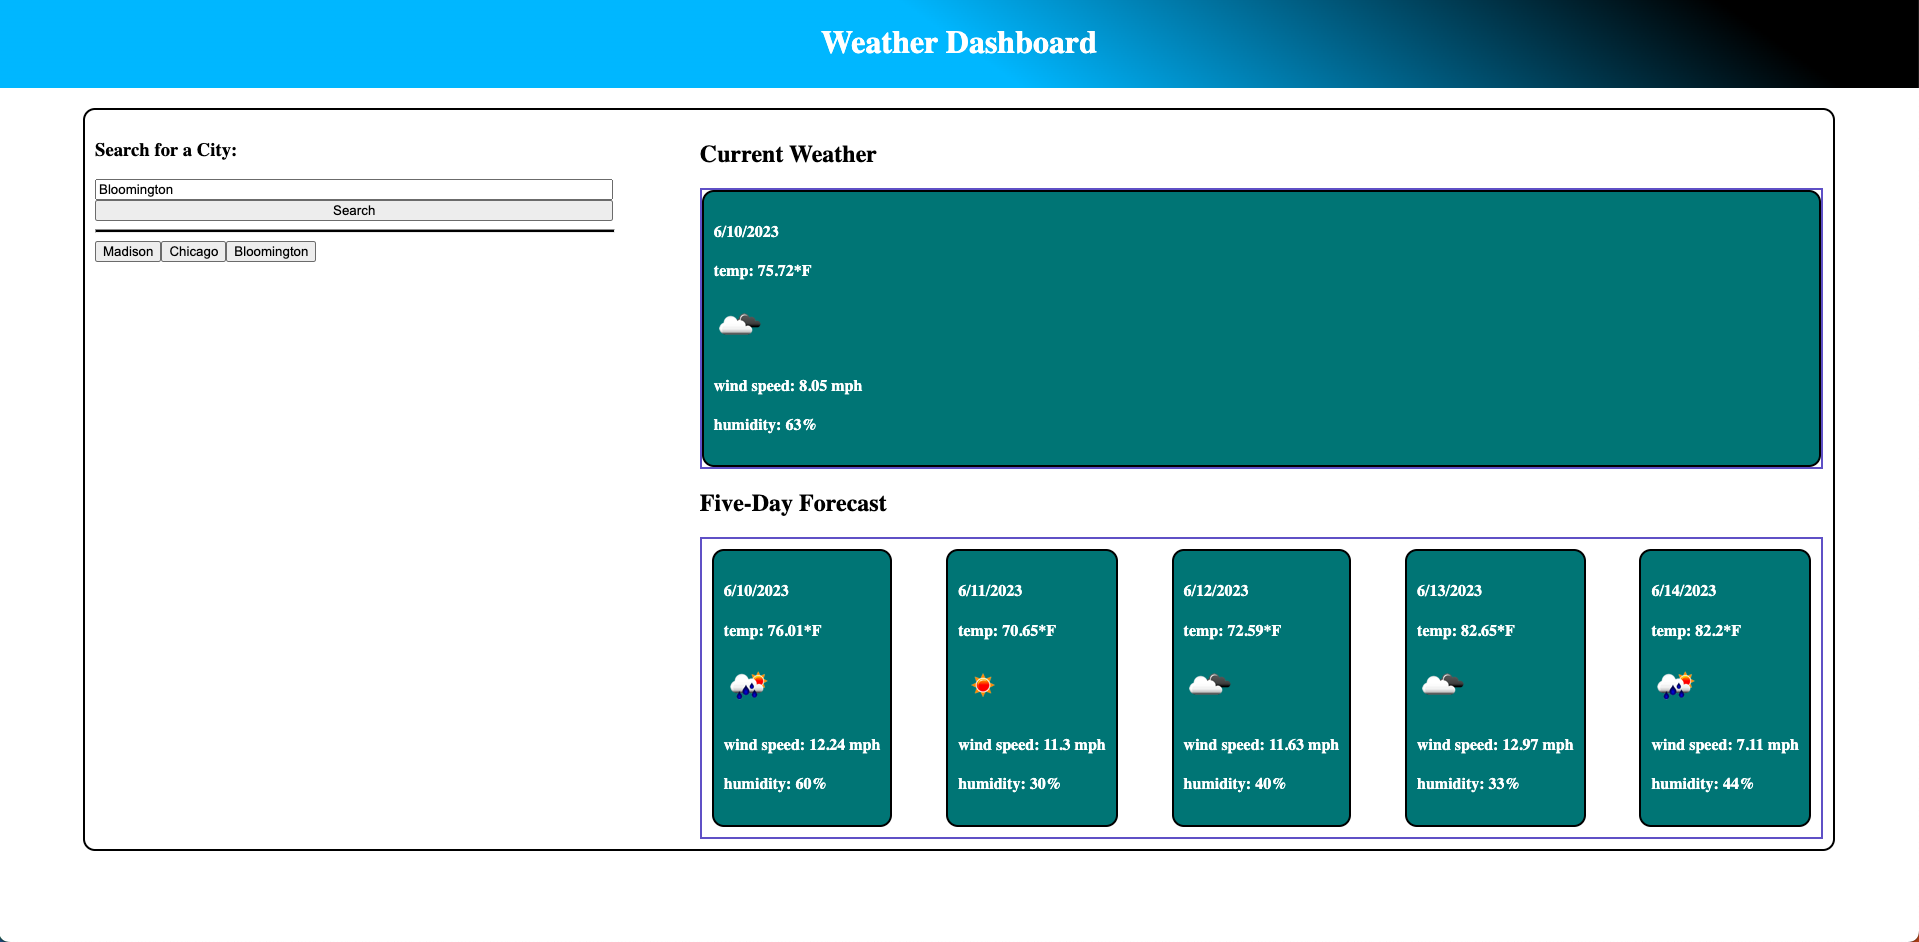 Weather Dashboard
Search for a City:
Bloomington
Search
Madison Chicago Bloomington
Current Weather
6/10/2023
temp: 75.72*F
wind speed: 8.05 mph
humidity: 63%
Five-Day Forecast
6/10/2023
temp: 76.01*F
wind speed: 12.24 mph
humidity: 60%
6/11/2023
temp: 70.65*F
wind speed: 11.3 mph
humidity: 30%
6/12/2023
temp: 72.59*F
wind speed: 11.63 mph
humidity: 40%
6/13/2023
temp: 82.65*F
wind speed: 12.97 mph
humidity: 33%
6/14/2023
temp: 82.2*F
wind speed: 7.11 mph
humidity: 44%